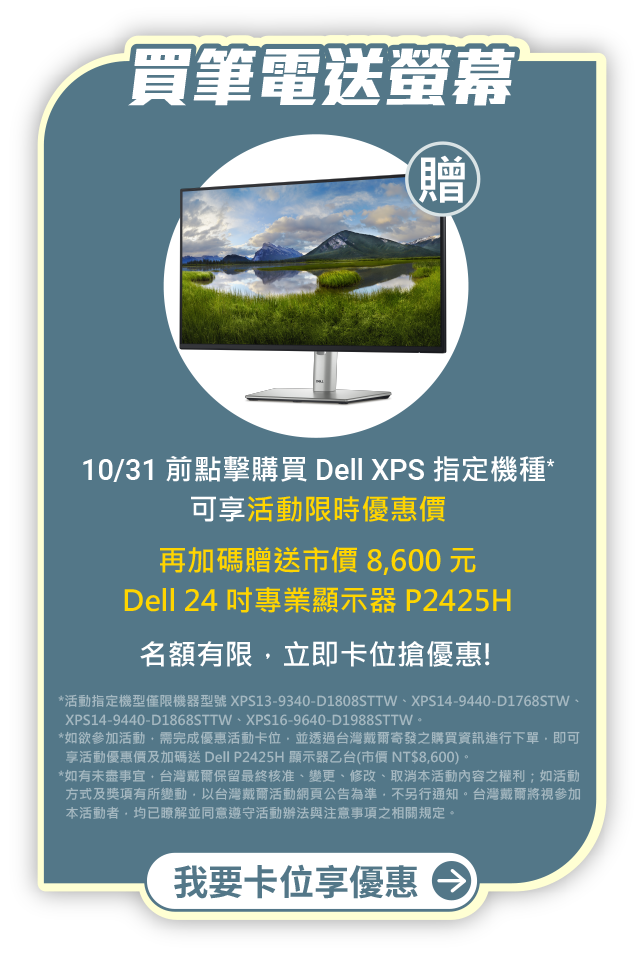 買筆電送螢幕
贈
DELL
10/31 前點擊購買 Dell XPS 指定機種*
可享活動限時優惠價
再加碼贈送市價 8,600 元
Dell 24 吋專業顯示器 P2425H
名額有限，立即卡位搶優惠!
*活動指定機型僅限機器型號 XPS13-9340-D1808STTW、XPS14-9440-D1768STW、
XPS14-9440-D1868STTW、XPS16-9640-D1988STTW。
*如欲參加活動，需完成優惠活動卡位，並透過台灣戴爾寄發之購買資訊進行下單，即可
享活動優惠價及加碼送 Dell P2425H 顯示器乙台(市價 NT$8,600)。
*如有未盡事宜，台灣戴爾保留最終核准、變更、修改、取消本活動內容之權利；如活動
方式及獎項有所變動，以台灣戴爾活動網頁公告為準，不另行通知。台灣戴爾將視參加
本活動者，均已瞭解並同意遵守活動辦法與注意事項之相關規定。
我要卡位享優惠